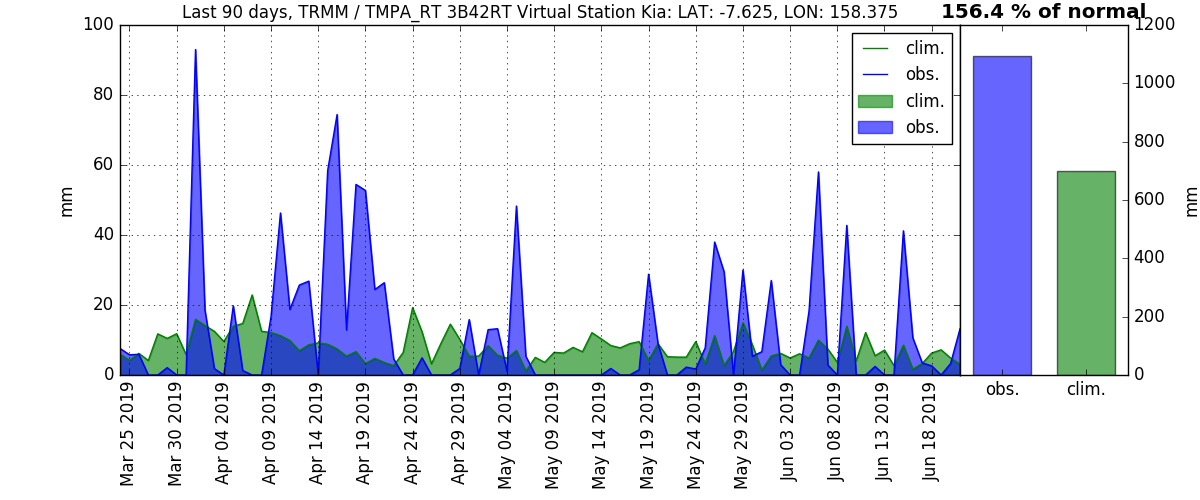 Last 90 days, TRMM / TMPA_RT 3B42RT Virtual Station Kia: LAT: -7.625, LON: 158.375
156.4 % of normal
100
80
60
40
20
0
mm
clim.
obs.
clim.
obs.
1200
1000
800
600
400
200
0
mm
obs.
clim.
Mar 25 2019
Mar 30 2019
Apr 04 2019
Apr 09 2019
Apr 14 2019
Apr 19 2019
Apr 24 2019
Apr 29 2019
May 04 2019
May 09 2019
May 14 2019
May 19 2019
May 24 2019
May 29 2019
Jun 03 2019
Jun 08 2019
Jun 13 2019
Jun 18 2019